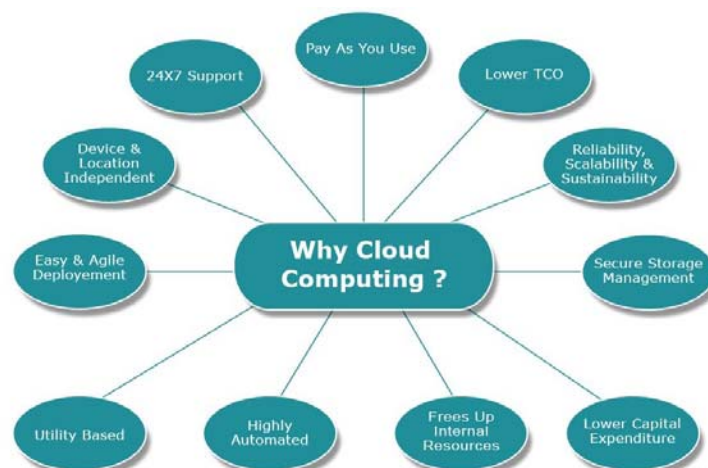 Pay As You Use
24X7 Support
Lower TCO
Device &
Location
Independent
Reliability,
Scalability &
Sustainability
Why Cloud
Computing ?
Easy & Agile
Deployement
Secure Storage
Management
Utility Based
Highly
Automated
Frees Up
Internal
Resources
Lower Capital
Expenditure